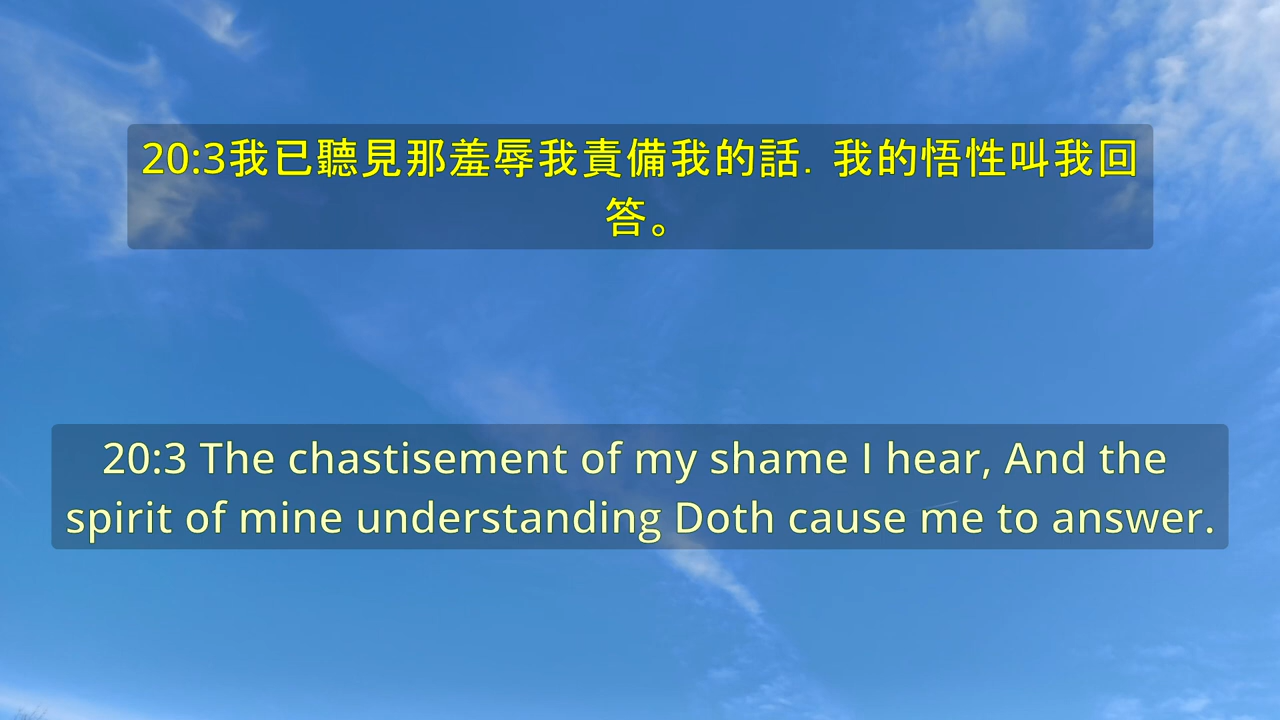 20:3我已聽見那羞辱我責備我的話．我的悟性叫我回
答。
20:3 The chastisement of my shame I hear, And the
spirit of mine understanding Doth cause me to answer.